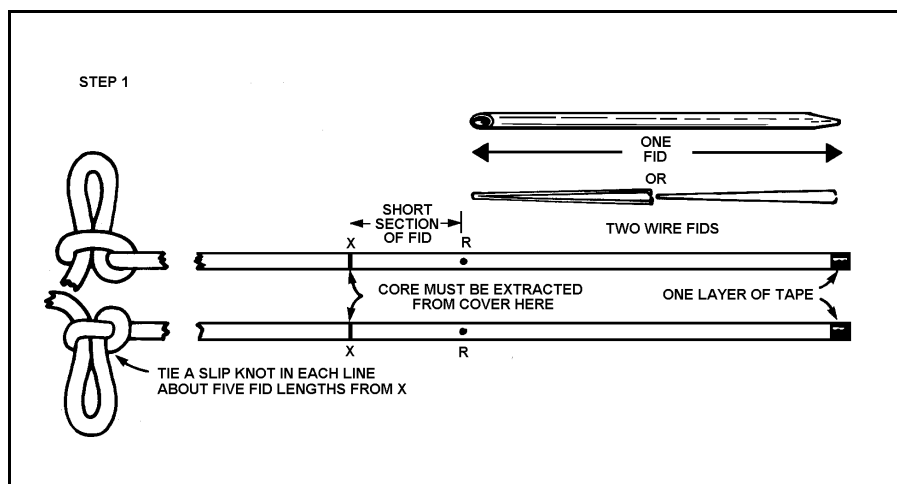 STEP 1
ONE
FID
OR
TWO WIRE FIDS
SHORT
SECTION
OF FID
X
R
CORE MUST BE EXTRACTED
FROM COVER HERE
ONE LAYER OF TAPE
X
R
TIE A SLIP KNOT IN EACH LINE
ABOUT FIVE FID LENGTHS FROM X